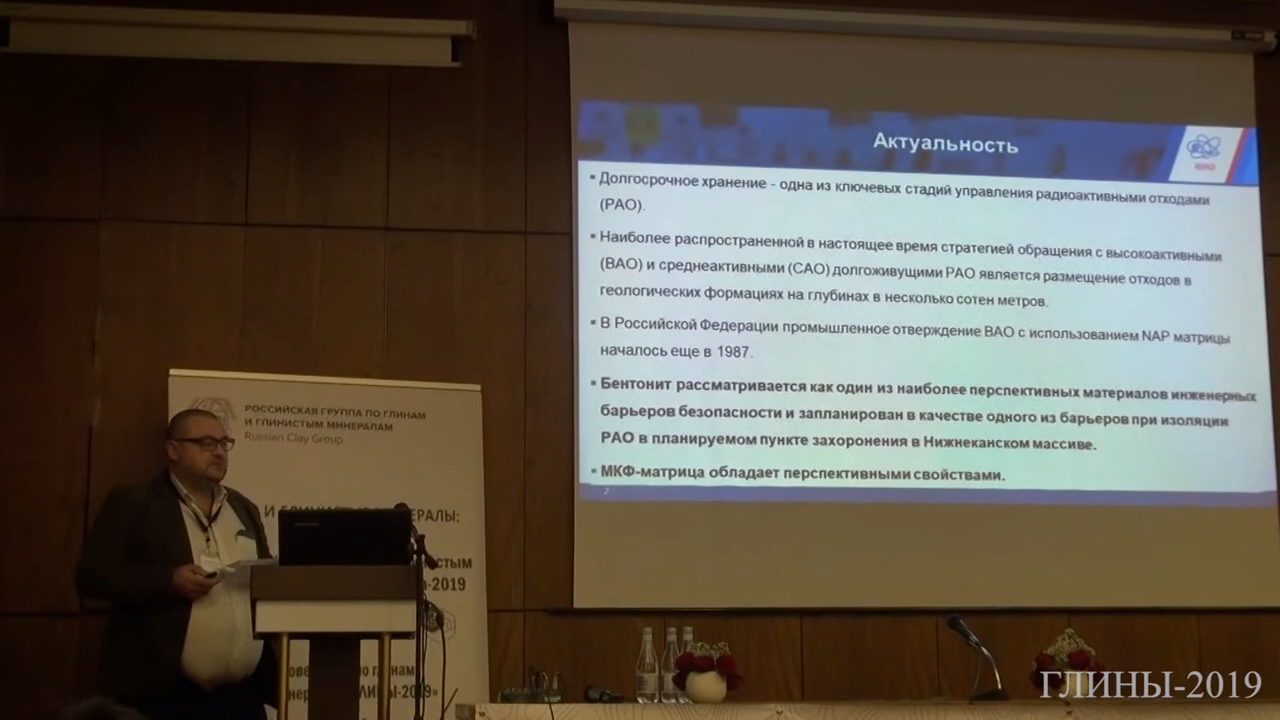 Актуальность
▪ Долгосрочное хранение - одна из ключевых стадий управления радиоактивными отходами
(РАО).
▪ Наиболее распространенной в настоящее время стратегией обращения с высокоактивными
(ВАО) и среднеактивными (САО) долгоживущими РАО является размещение отходов в
геологических формациях на глубинах в несколько сотен метров.
▪ В Российской Федерации промышленное отверждение ВАО с использованием NAP матрицы
началось еще в 1987.
▪ Бентонит рассматривается как один из наиболее перспективных материалов инженерных
барьеров безопасности и запланирован в качестве одного из барьеров при изоляции
РАО в планируемом пункте захоронения в Нижнеканском массиве.
▪ МКФ-матрица обладает перспективными свойствами.
2
РОССИЙСКАЯ ГРУППА ПО ГЛИНАМ
И ГЛИНИСТЫМ МИНЕРАЛАМ
Russian Clay Group
-2019
ГЛИНЫ-2019